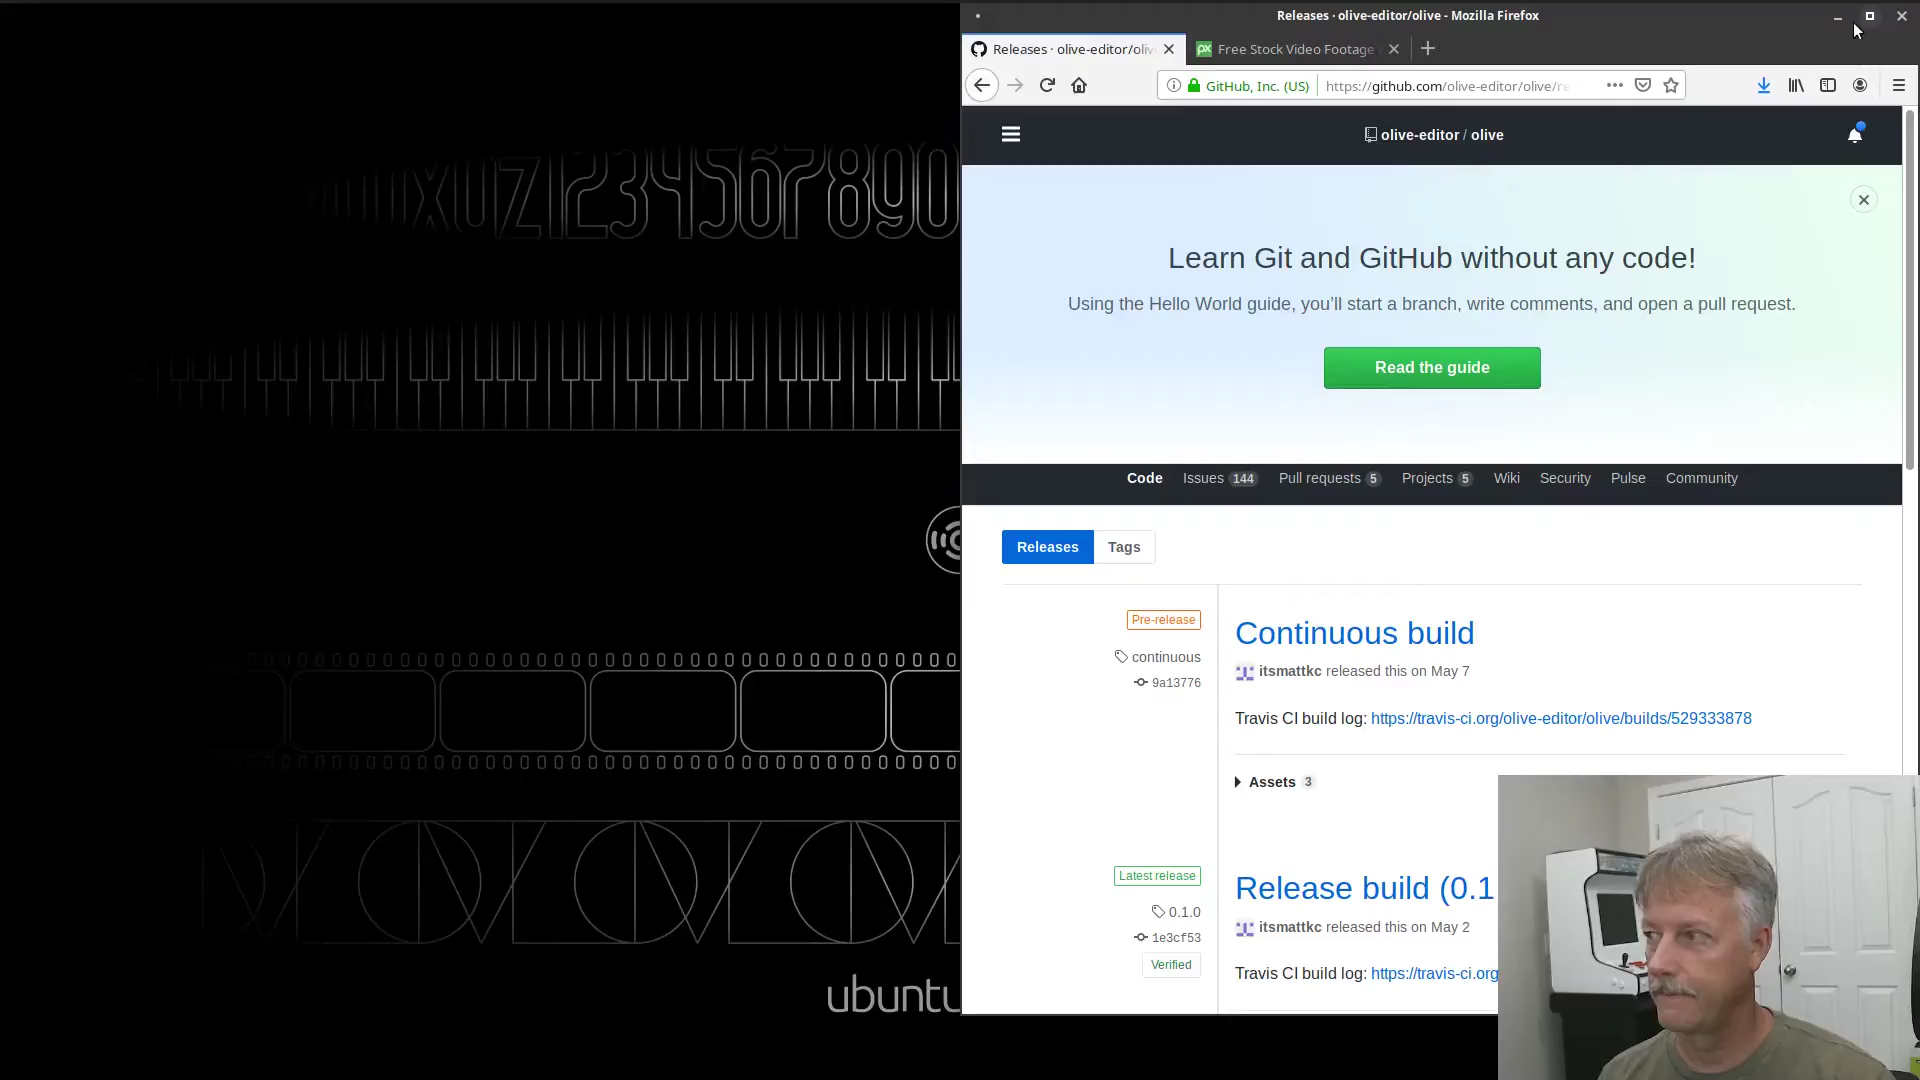 Releases · olive-editor/olive - Mozilla Firefox
Releases · olive-editor/oliv
Free Stock Video Footage
GitHub, Inc. (US)
https://github.com/olive-editor/olive/re
olive-editor / olive
Learn Git and GitHub without any code!
Using the Hello World guide, you’ll start a branch, write comments, and open a pull request.
Read the guide
Code Issues 144 Pull requests 5 Projects 5 Wiki Security Pulse Community
Releases Tags
Pre-release
continuous
9a13776
Continuous build
itsmattkc released this on May 7
Travis CI build log: https://travis-ci.org/olive-editor/olive/builds/529333878
Assets 3
Latest release
0.1.0
1e3cf53
Verified
Release build (0.1
itsmattkc released this on May 2
Travis CI build log: https://travis-ci.org
XUZ1234567890
ubuntu